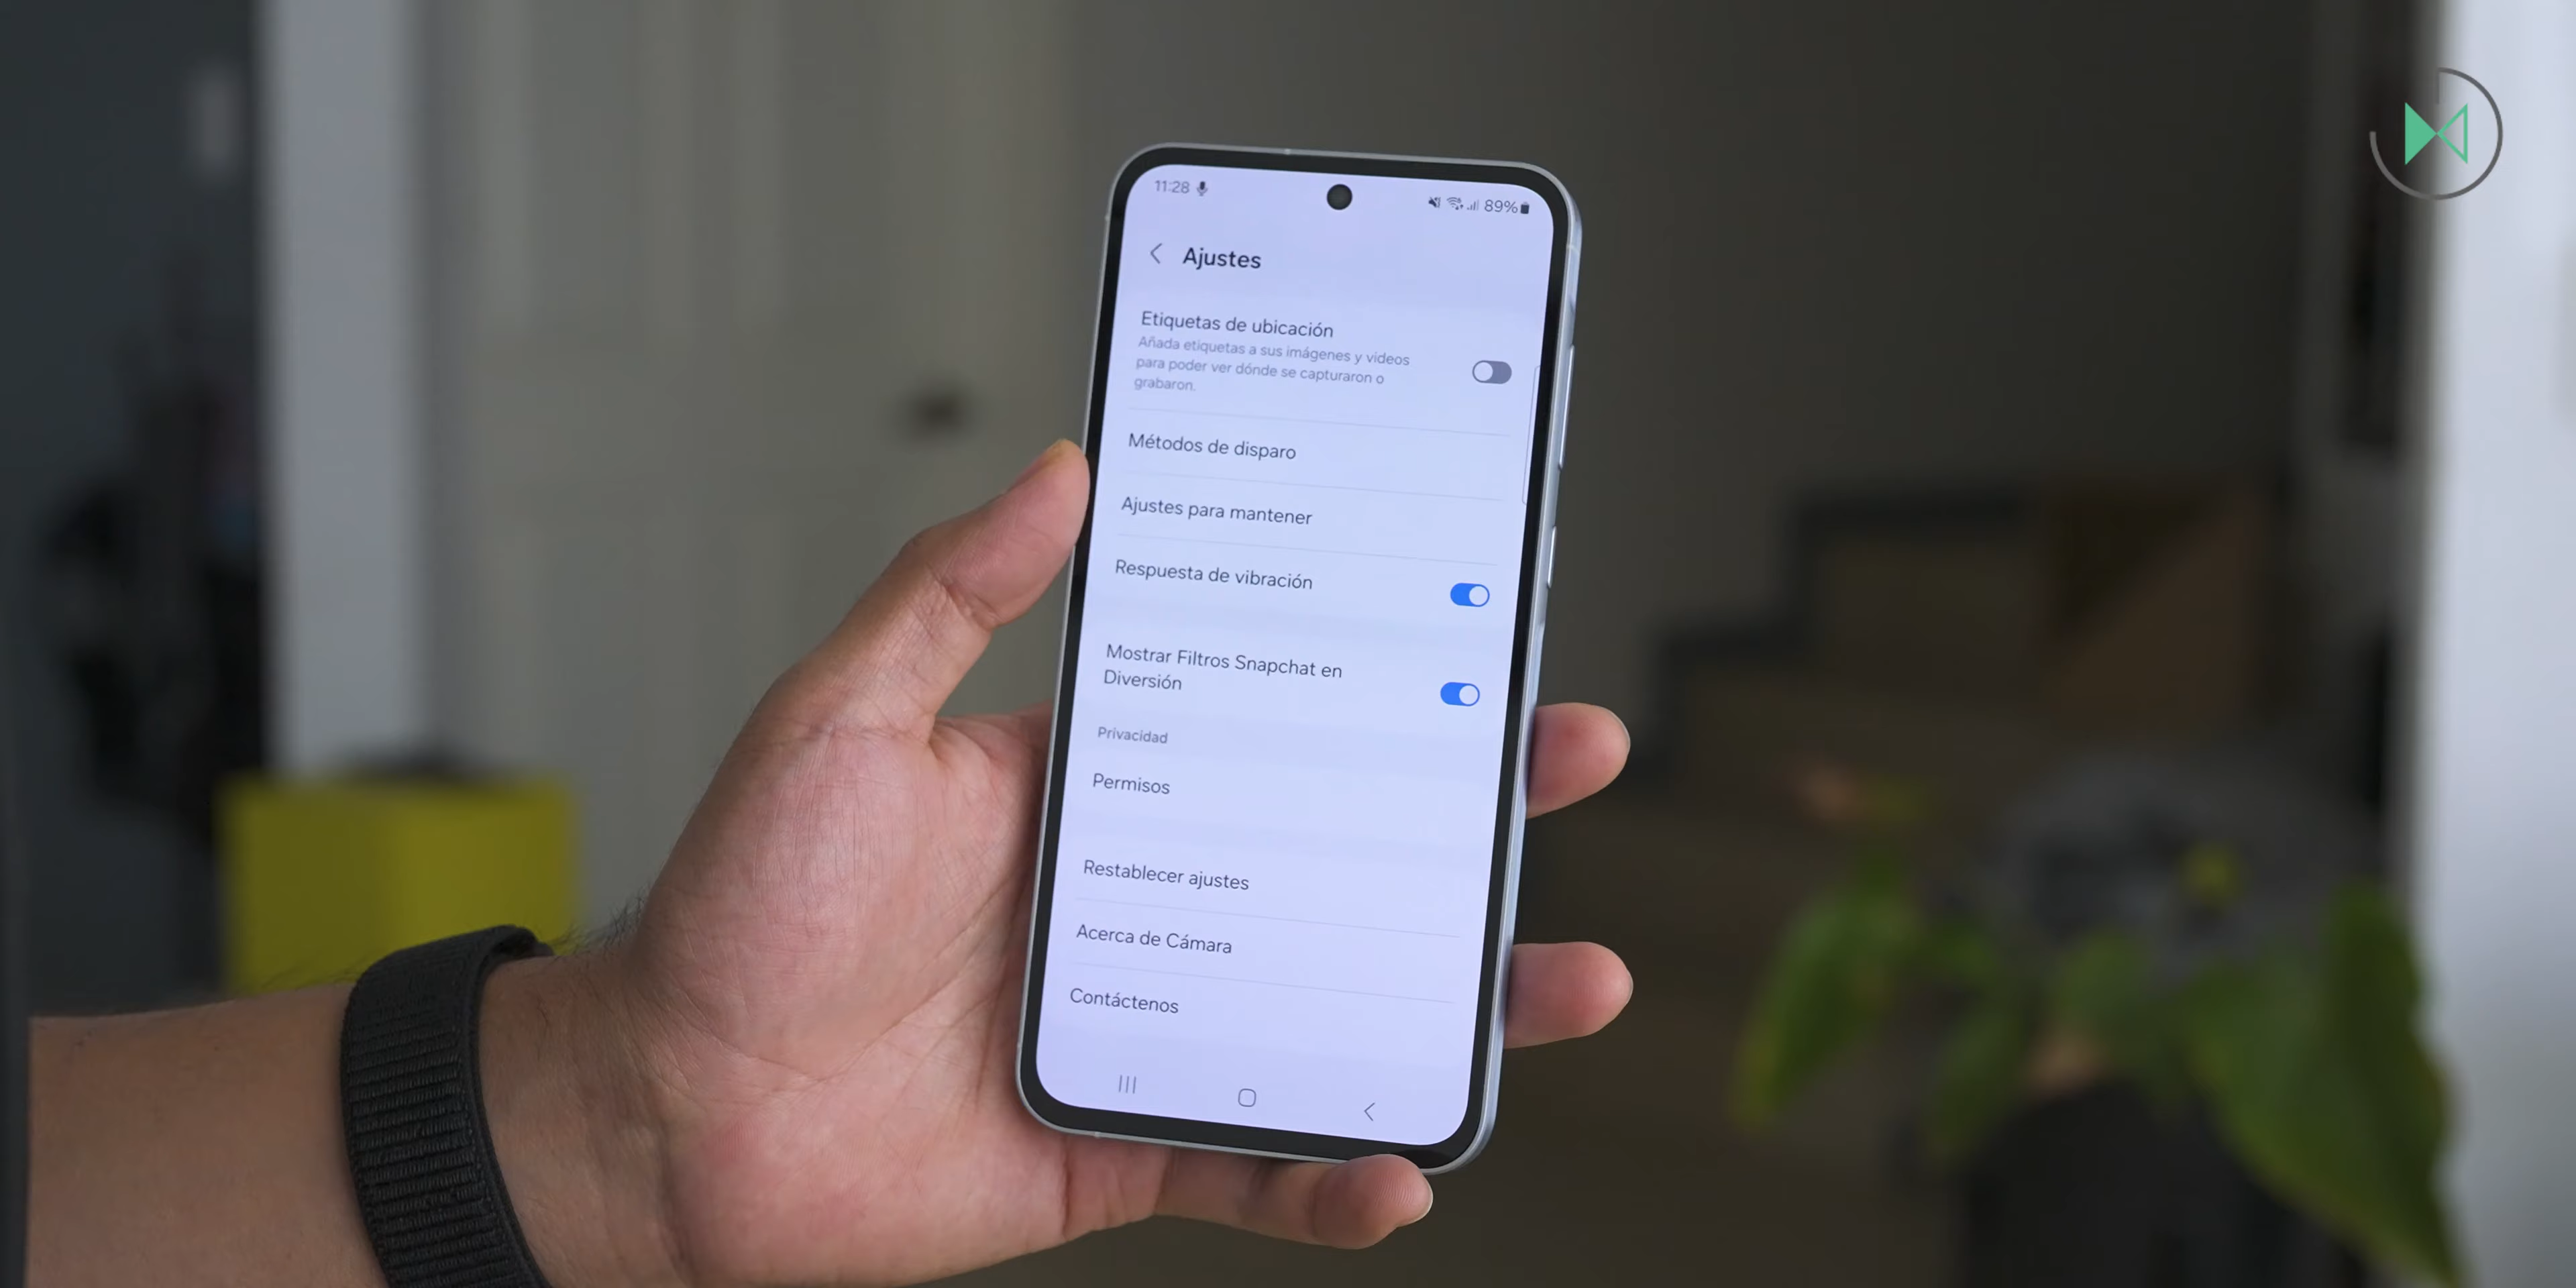 11:28
89%
Ajustes
Etiquetas de ubicación
Añada etiquetas a sus imágenes y videos
para poder ver dónde se capturaron o
grabaron.
Métodos de disparo
Ajustes para mantener
Respuesta de vibración
Mostrar Filtros Snapchat en
Diversión
Privacidad
Permisos
Restablecer ajustes
Acerca de Cámara
Contáctenos